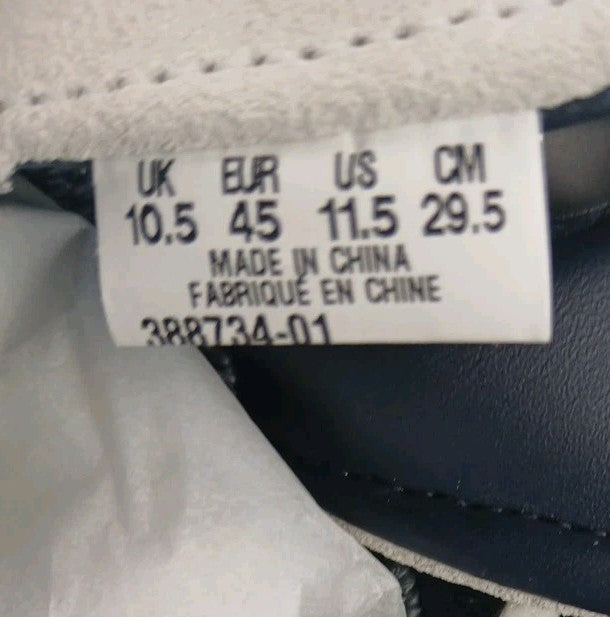 UK EUR US CM
10.5 45 11.5 29.5
MADE IN CHINA
FABRIQUÉ EN CHINE
388734-01